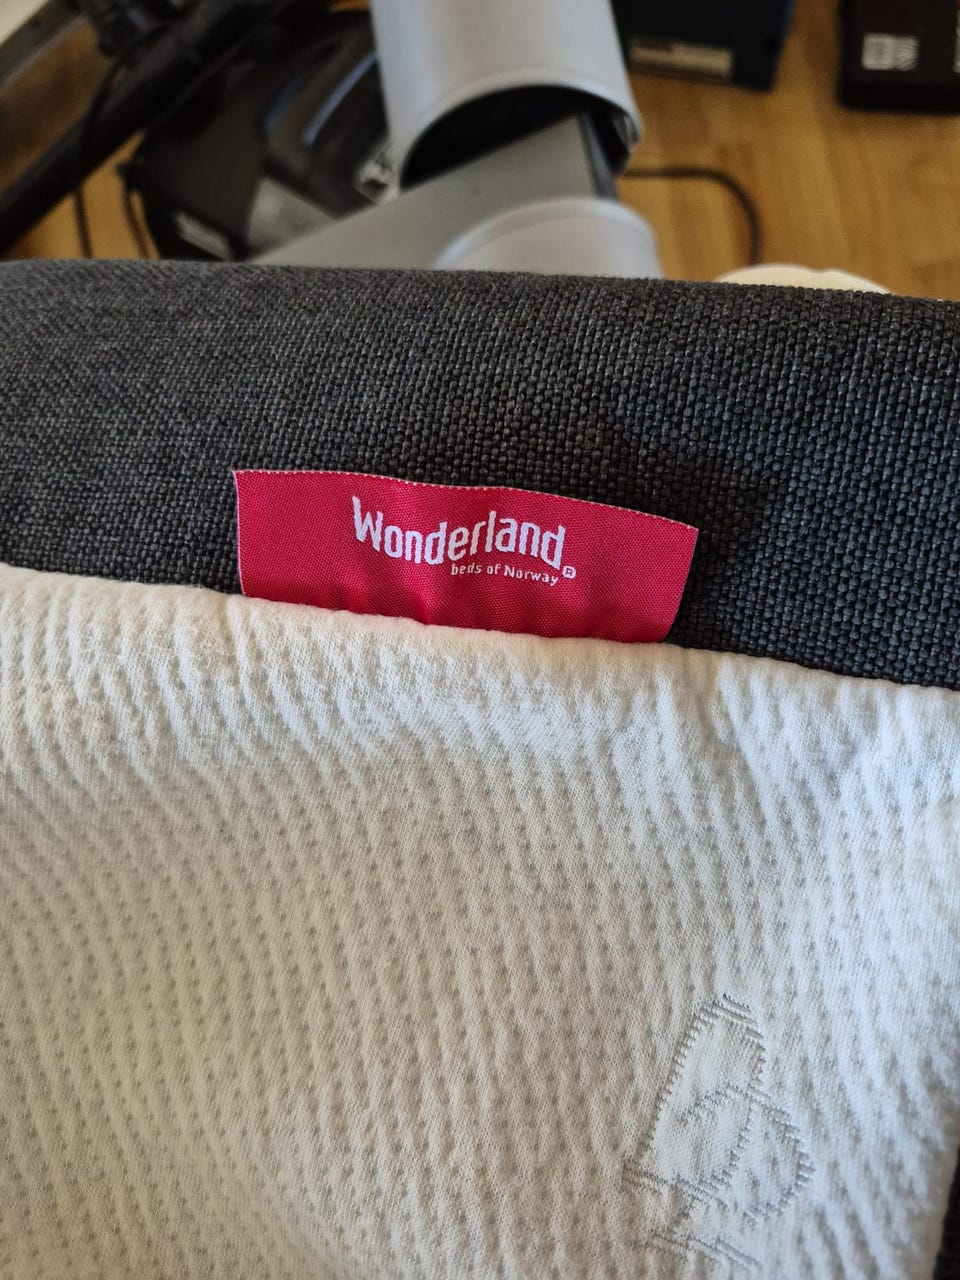 Wonderland
beds of Norway ®